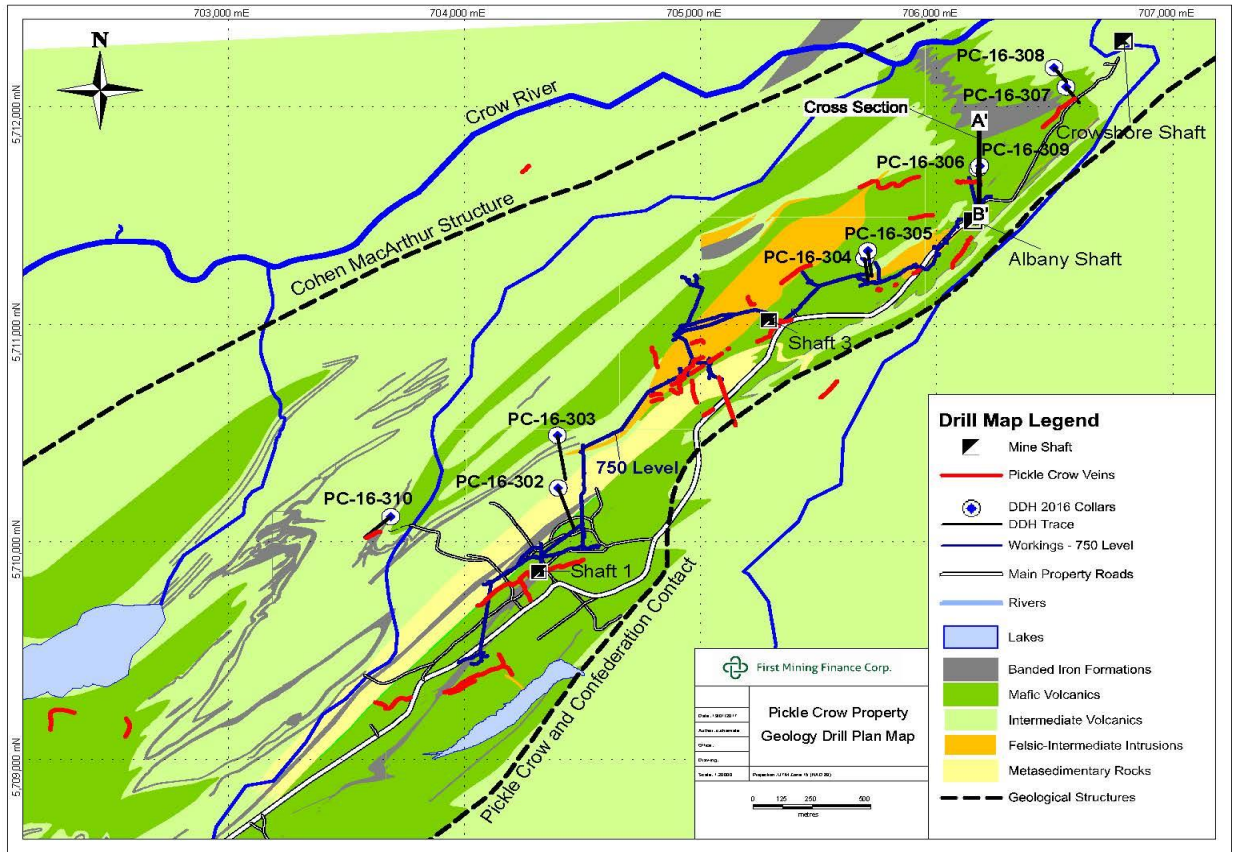 703,000 mE
704,000 mE
705,000 mE
706,000 mE
707,000 mE
5,712,000 mN
5,711,000 mN
5,710,000 mN
5,709,000 mN
N
Crow River
Cohen MacArthur Structure
PC-16-308
PC-16-307
Cross Section
A'
Crowshore Shaft
PC-16-309
PC-16-306
B'
PC-16-305
PC-16-304
Albany Shaft
Shaft 3
PC-16-303
750 Level
PC-16-302
PC-16-310
Shaft 1
Pickle Crow and Confederation Contact
Drill Map Legend
Mine Shaft
Pickle Crow Veins
DDH 2016 Collars
DDH Trace
Workings - 750 Level
Main Property Roads
Rivers
Lakes
Banded Iron Formations
Mafic Volcanics
Intermediate Volcanics
Felsic-Intermediate Intrusions
Metasedimentary Rocks
Geological Structures
First Mining Finance Corp.
Pickle Crow Property
Geology Drill Plan Map
Date:
Author:
Office:
Drawing:
0 125 250 500
metres